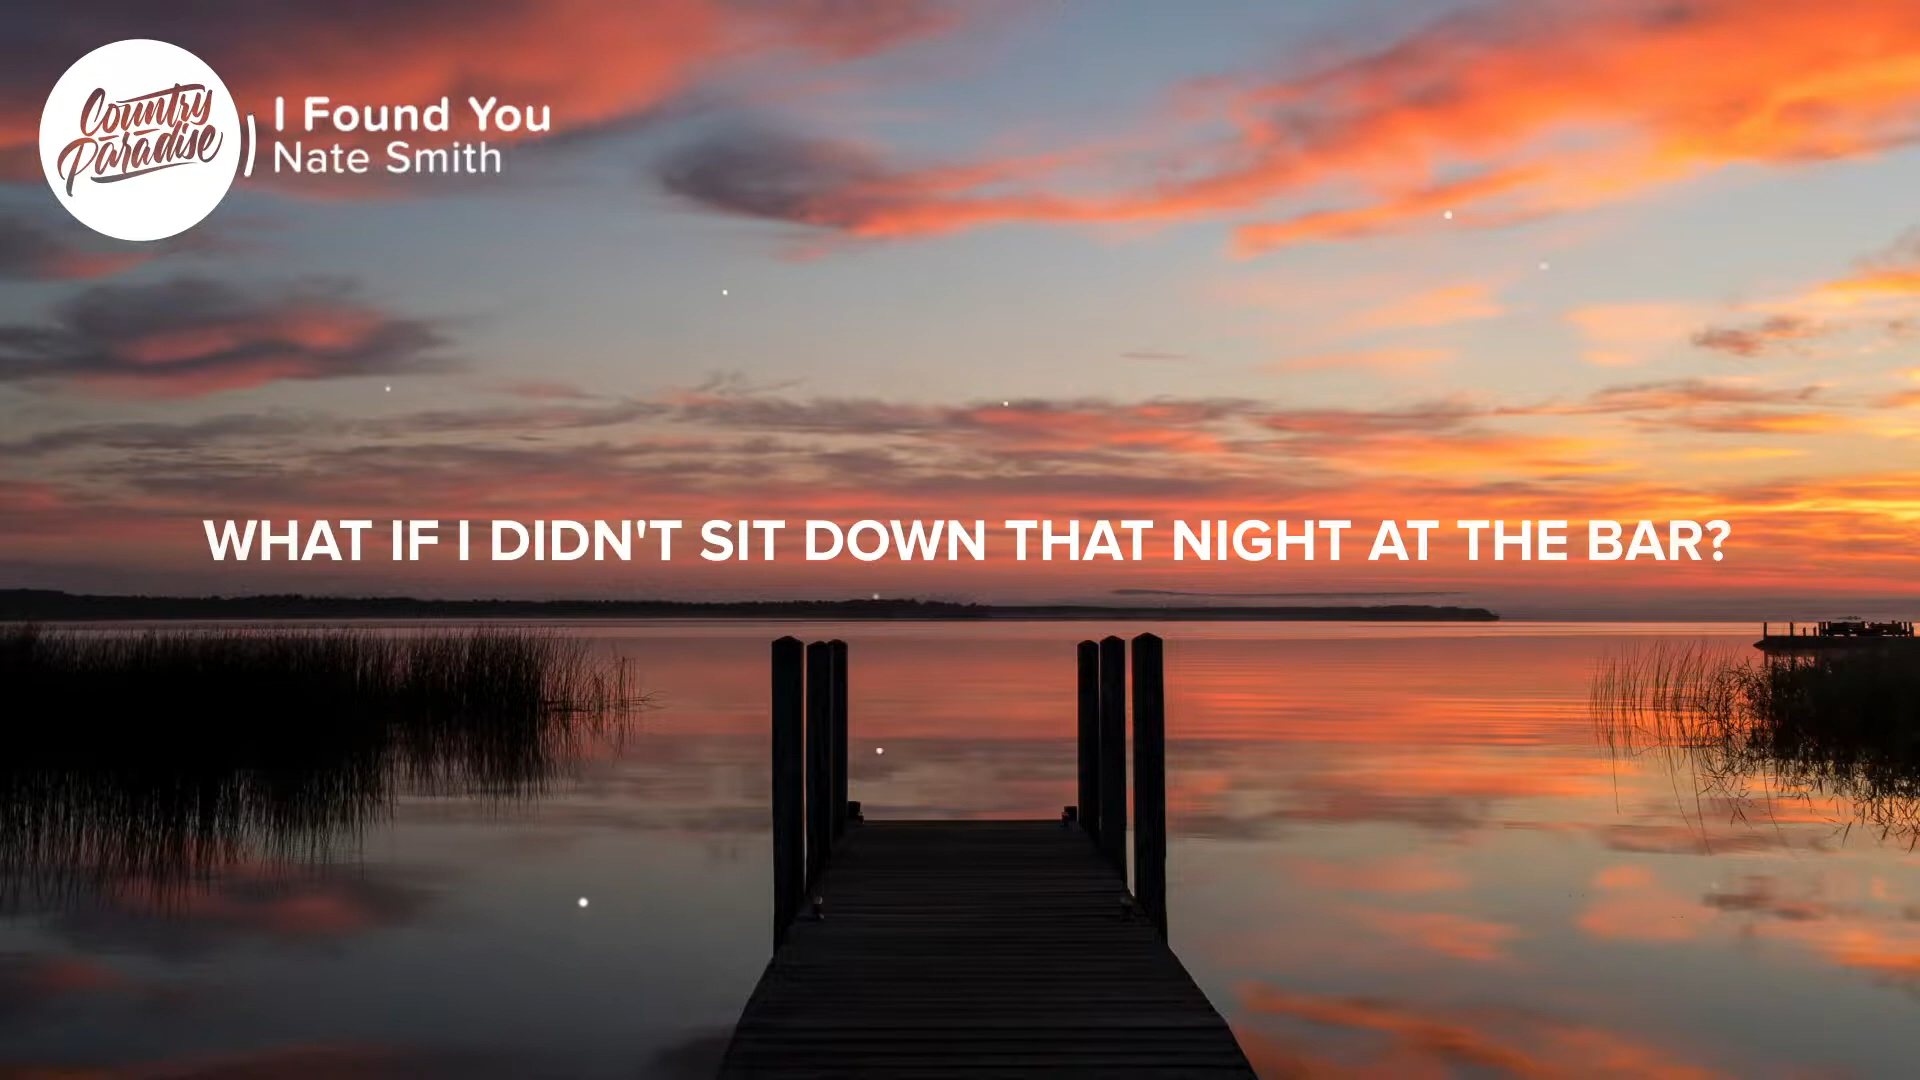 Country
Paradise
I Found You
Nate Smith
WHAT IF I DIDN'T SIT DOWN THAT NIGHT AT THE BAR?